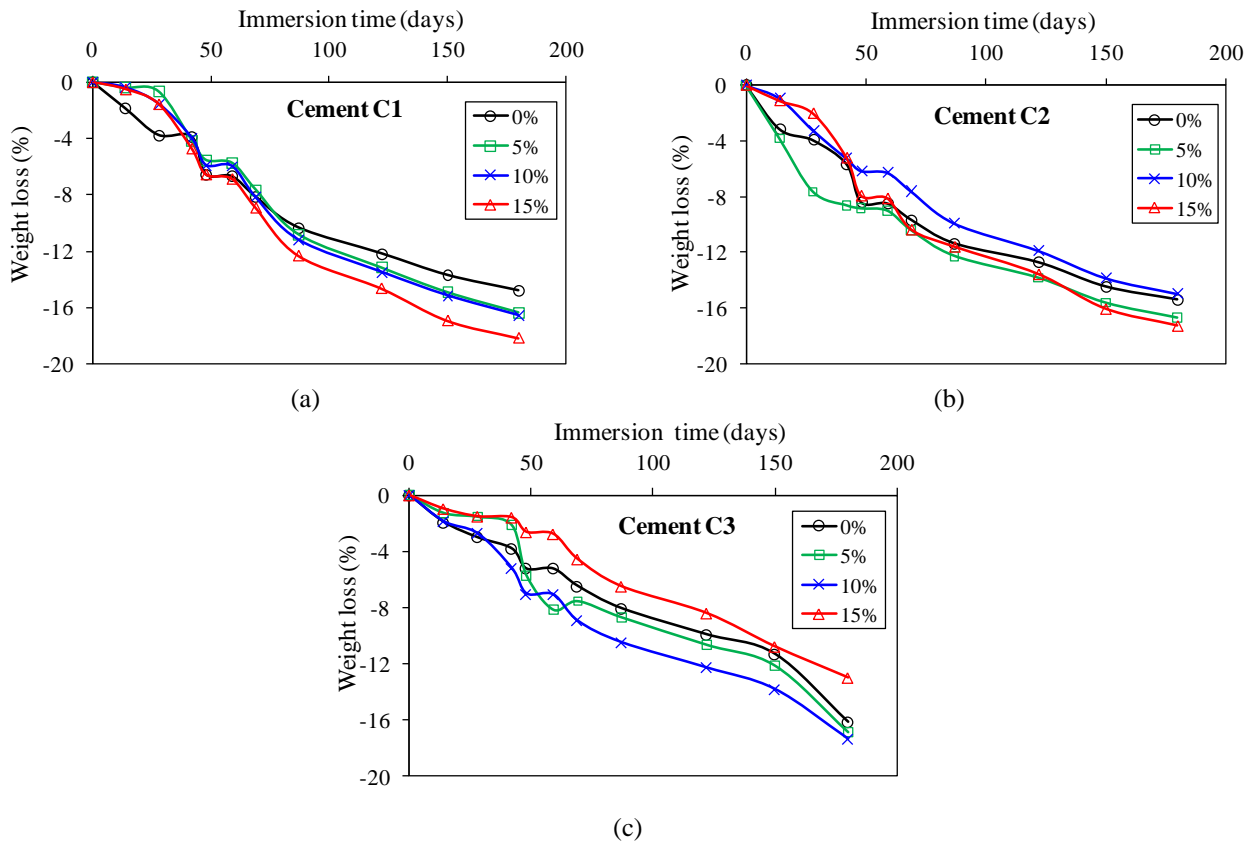 Immersion time (days)
0 50 100 150 200
0
-4
-8
-12
-16
-20
Weight loss (%)
Cement C1
0%
5%
10%
15%
(a)
Immersion time (days)
0 50 100 150 200
0
-4
-8
-12
-16
-20
Weight loss (%)
Cement C2
0%
5%
10%
15%
(b)
Immersion time (days)
0 50 100 150 200
0
-4
-8
-12
-16
-20
Weight loss (%)
Cement C3
0%
5%
10%
15%
(c)